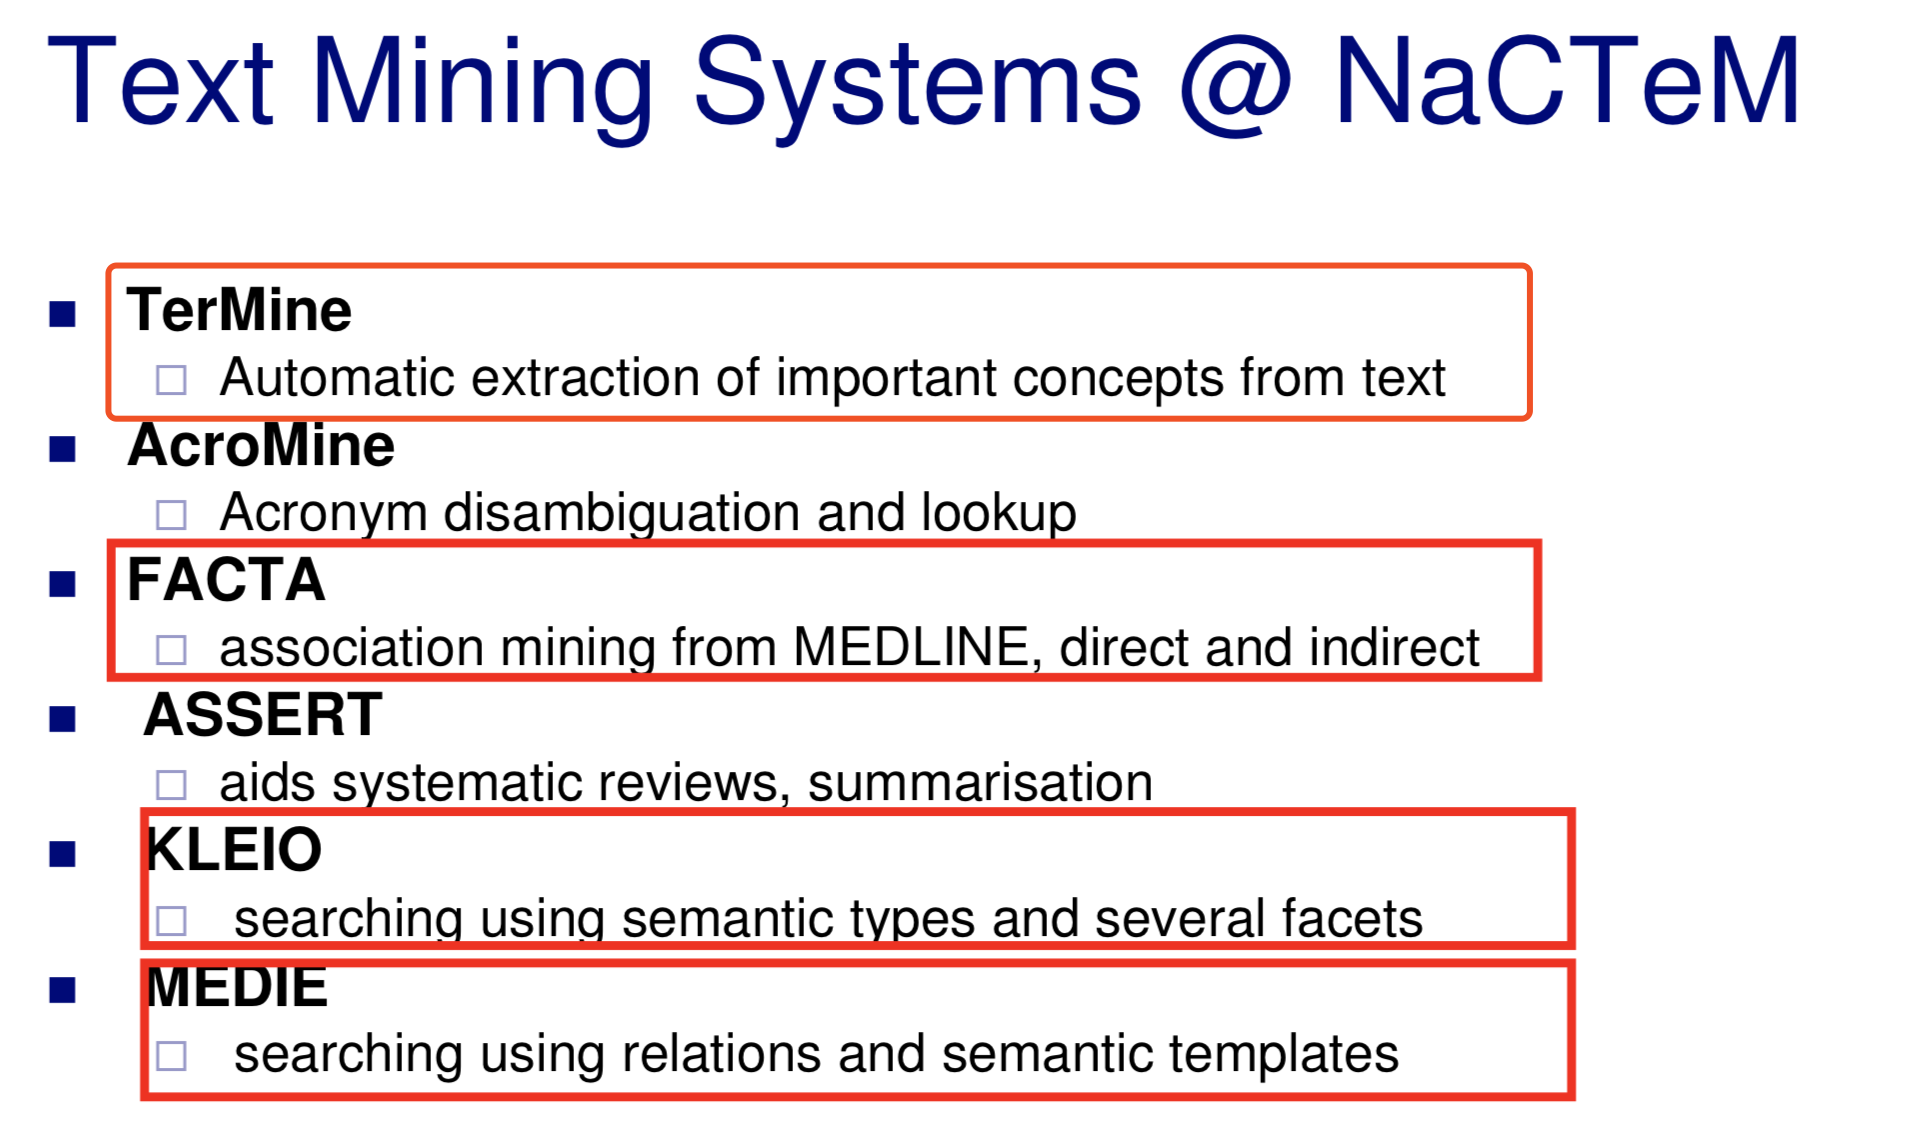 Text Mining Systems @ NaCTeM
TerMine
Automatic extraction of important concepts from text
AcroMine
Acronym disambiguation and lookup
FACTA
association mining from MEDLINE, direct and indirect
ASSERT
aids systematic reviews, summarisation
KLEIO
searching using semantic types and several facets
MEDIE
searching using relations and semantic templates